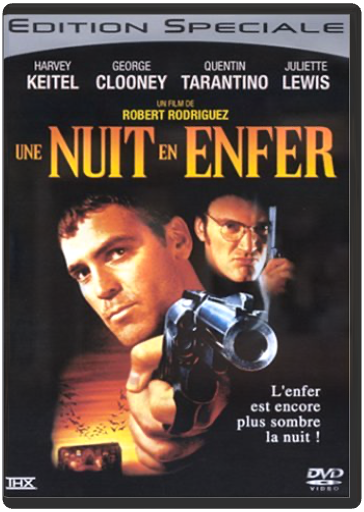 EDITION SPECIALE
HARVEY GEORGE QUENTIN JULIETTE
KEITEL CLOONEY TARANTINO LEWIS
UN FILM DE
ROBERT RODRIGUEZ
UNE NUIT EN ENFER
L'enfer
est encore
plus sombre
la nuit !
THX
DVD
VIDEO